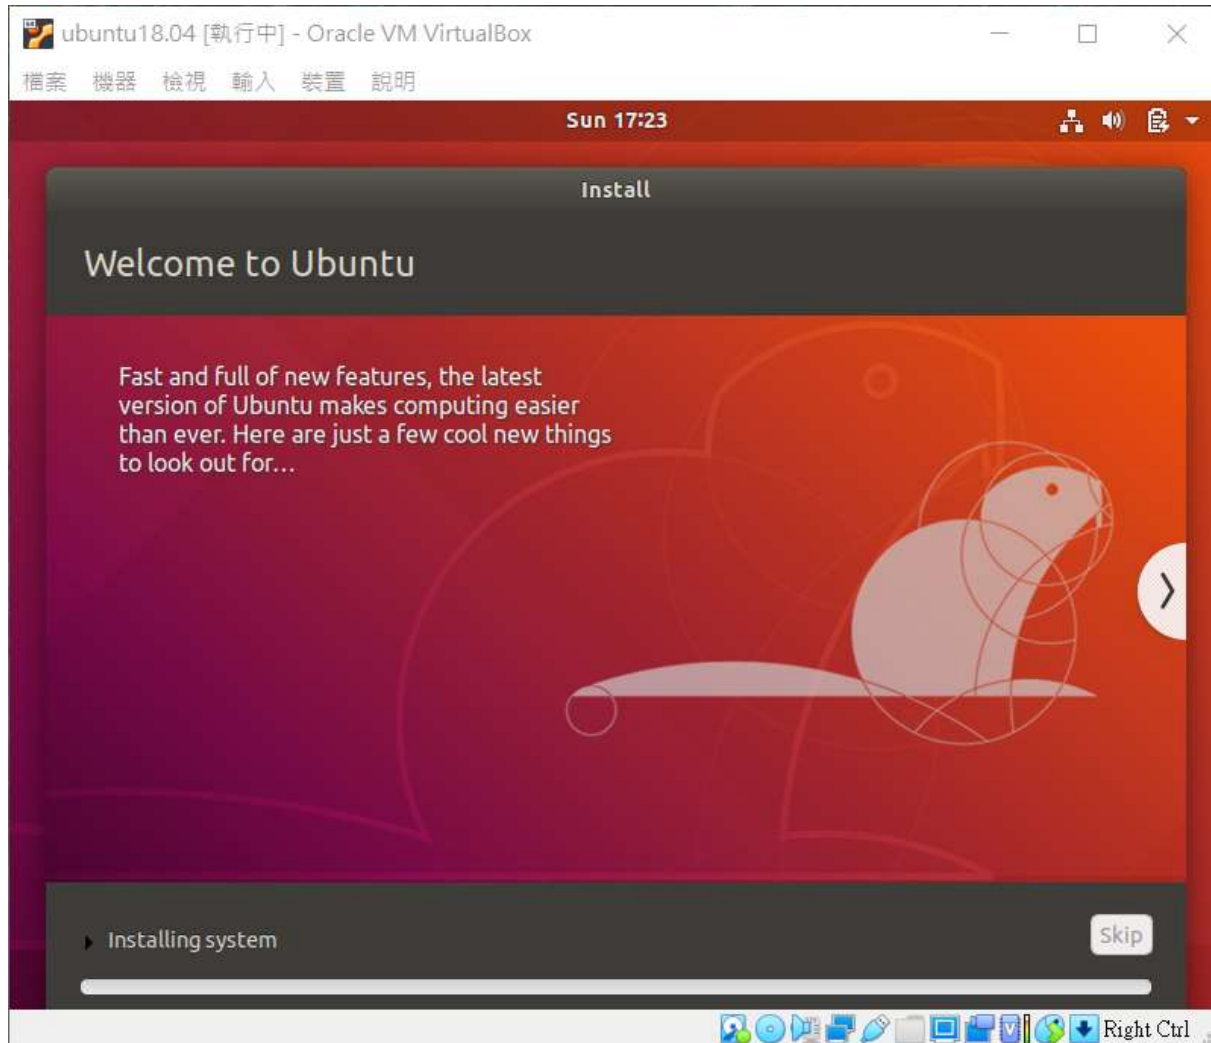 ubuntu18.04 [執行中] - Oracle VM VirtualBox
檔案 機器 檢視 輸入 裝置 說明
Sun 17:23
Install
Welcome to Ubuntu
Fast and full of new features, the latest
version of Ubuntu makes computing easier
than ever. Here are just a few cool new things
to look out for...
Installing system
Skip
Right Ctrl